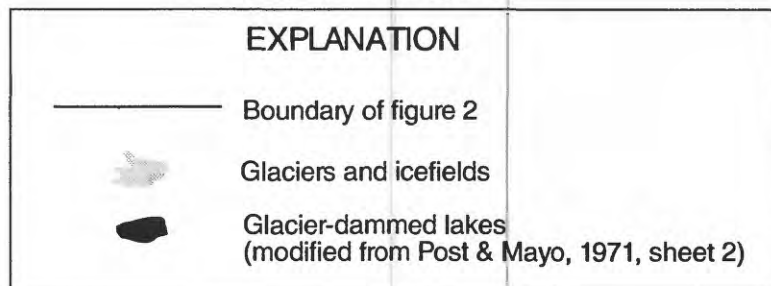 EXPLANATION
Boundary of figure 2
Glaciers and icefields
Glacier-dammed lakes
(modified from Post & Mayo, 1971, sheet 2)